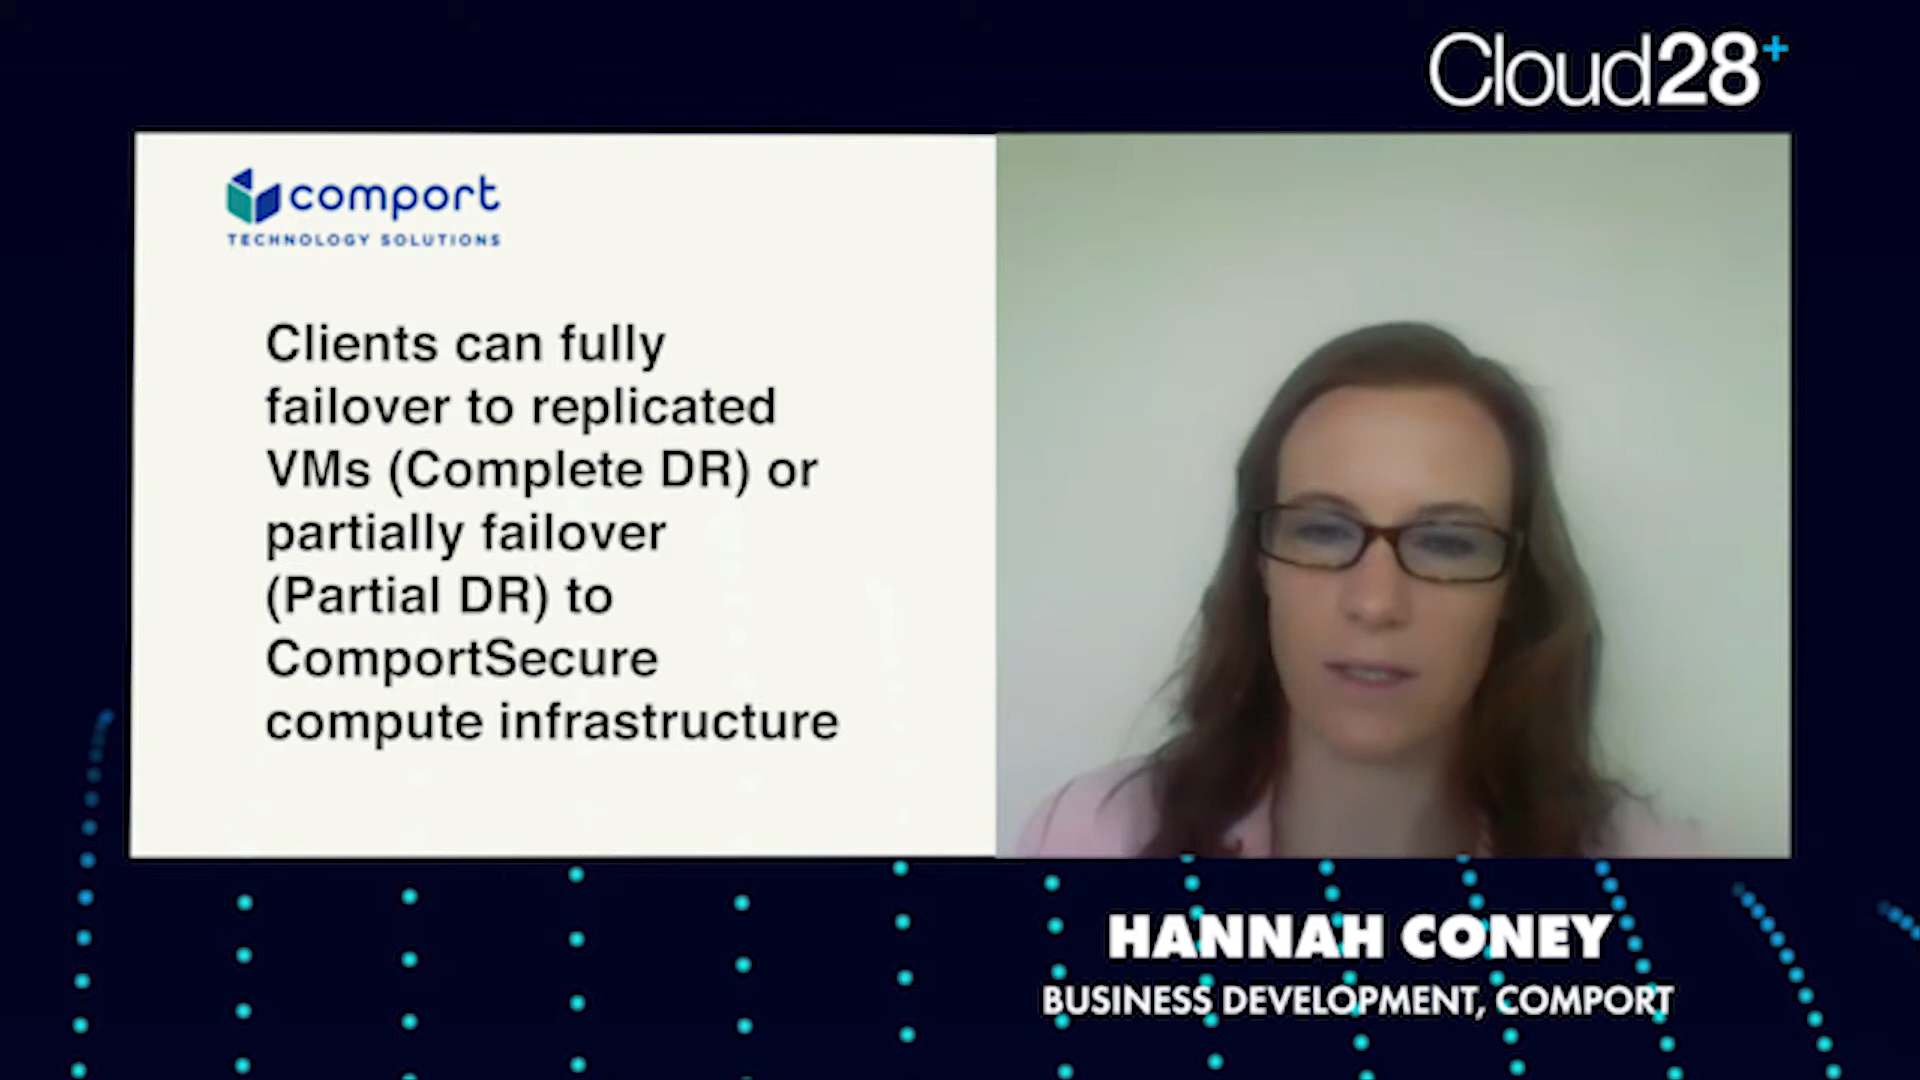 Cloud28+
comport
TECHNOLOGY SOLUTIONS
Clients can fully
failover to replicated
VMs (Complete DR) or
partially failover
(Partial DR) to
ComportSecure
compute infrastructure
HANNAH CONEY
BUSINESS DEVELOPMENT, COMPORT